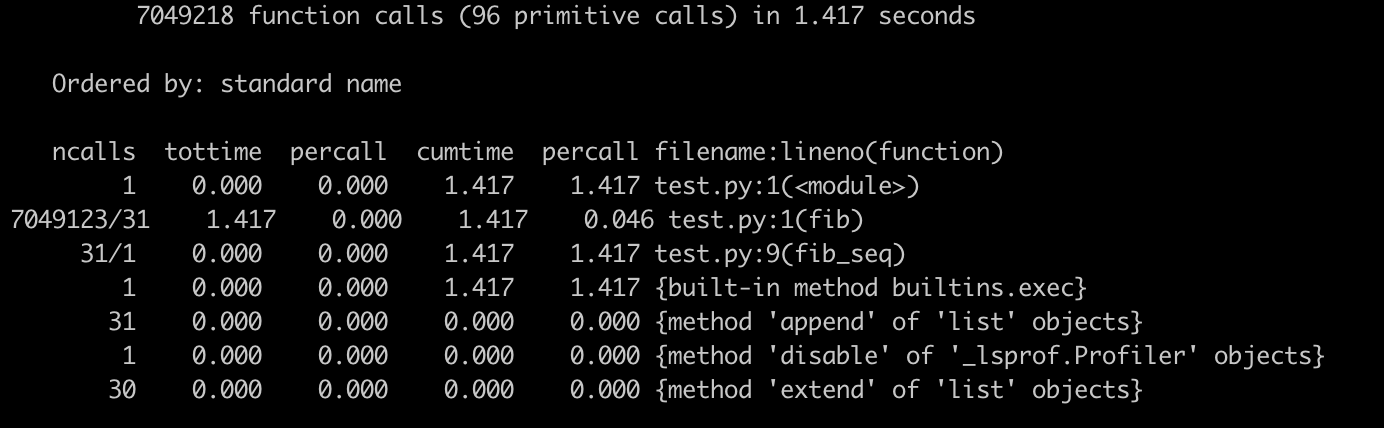 7049218 function calls (96 primitive calls) in 1.417 seconds
Ordered by: standard name
ncalls  tottime  percall  cumtime  percall filename:lineno(function)
1    0.000    0.000    1.417    1.417 test.py:1(<module>)
7049123/31    1.417    0.000    1.417    0.046 test.py:1(fib)
31/1    0.000    0.000    1.417    1.417 test.py:9(fib_seq)
1    0.000    0.000    1.417    1.417 {built-in method builtins.exec}
31    0.000    0.000    0.000    0.000 {method 'append' of 'list' objects}
1    0.000    0.000    0.000    0.000 {method 'disable' of '_lsprof.Profiler' objects}
30    0.000    0.000    0.000    0.000 {method 'extend' of 'list' objects}